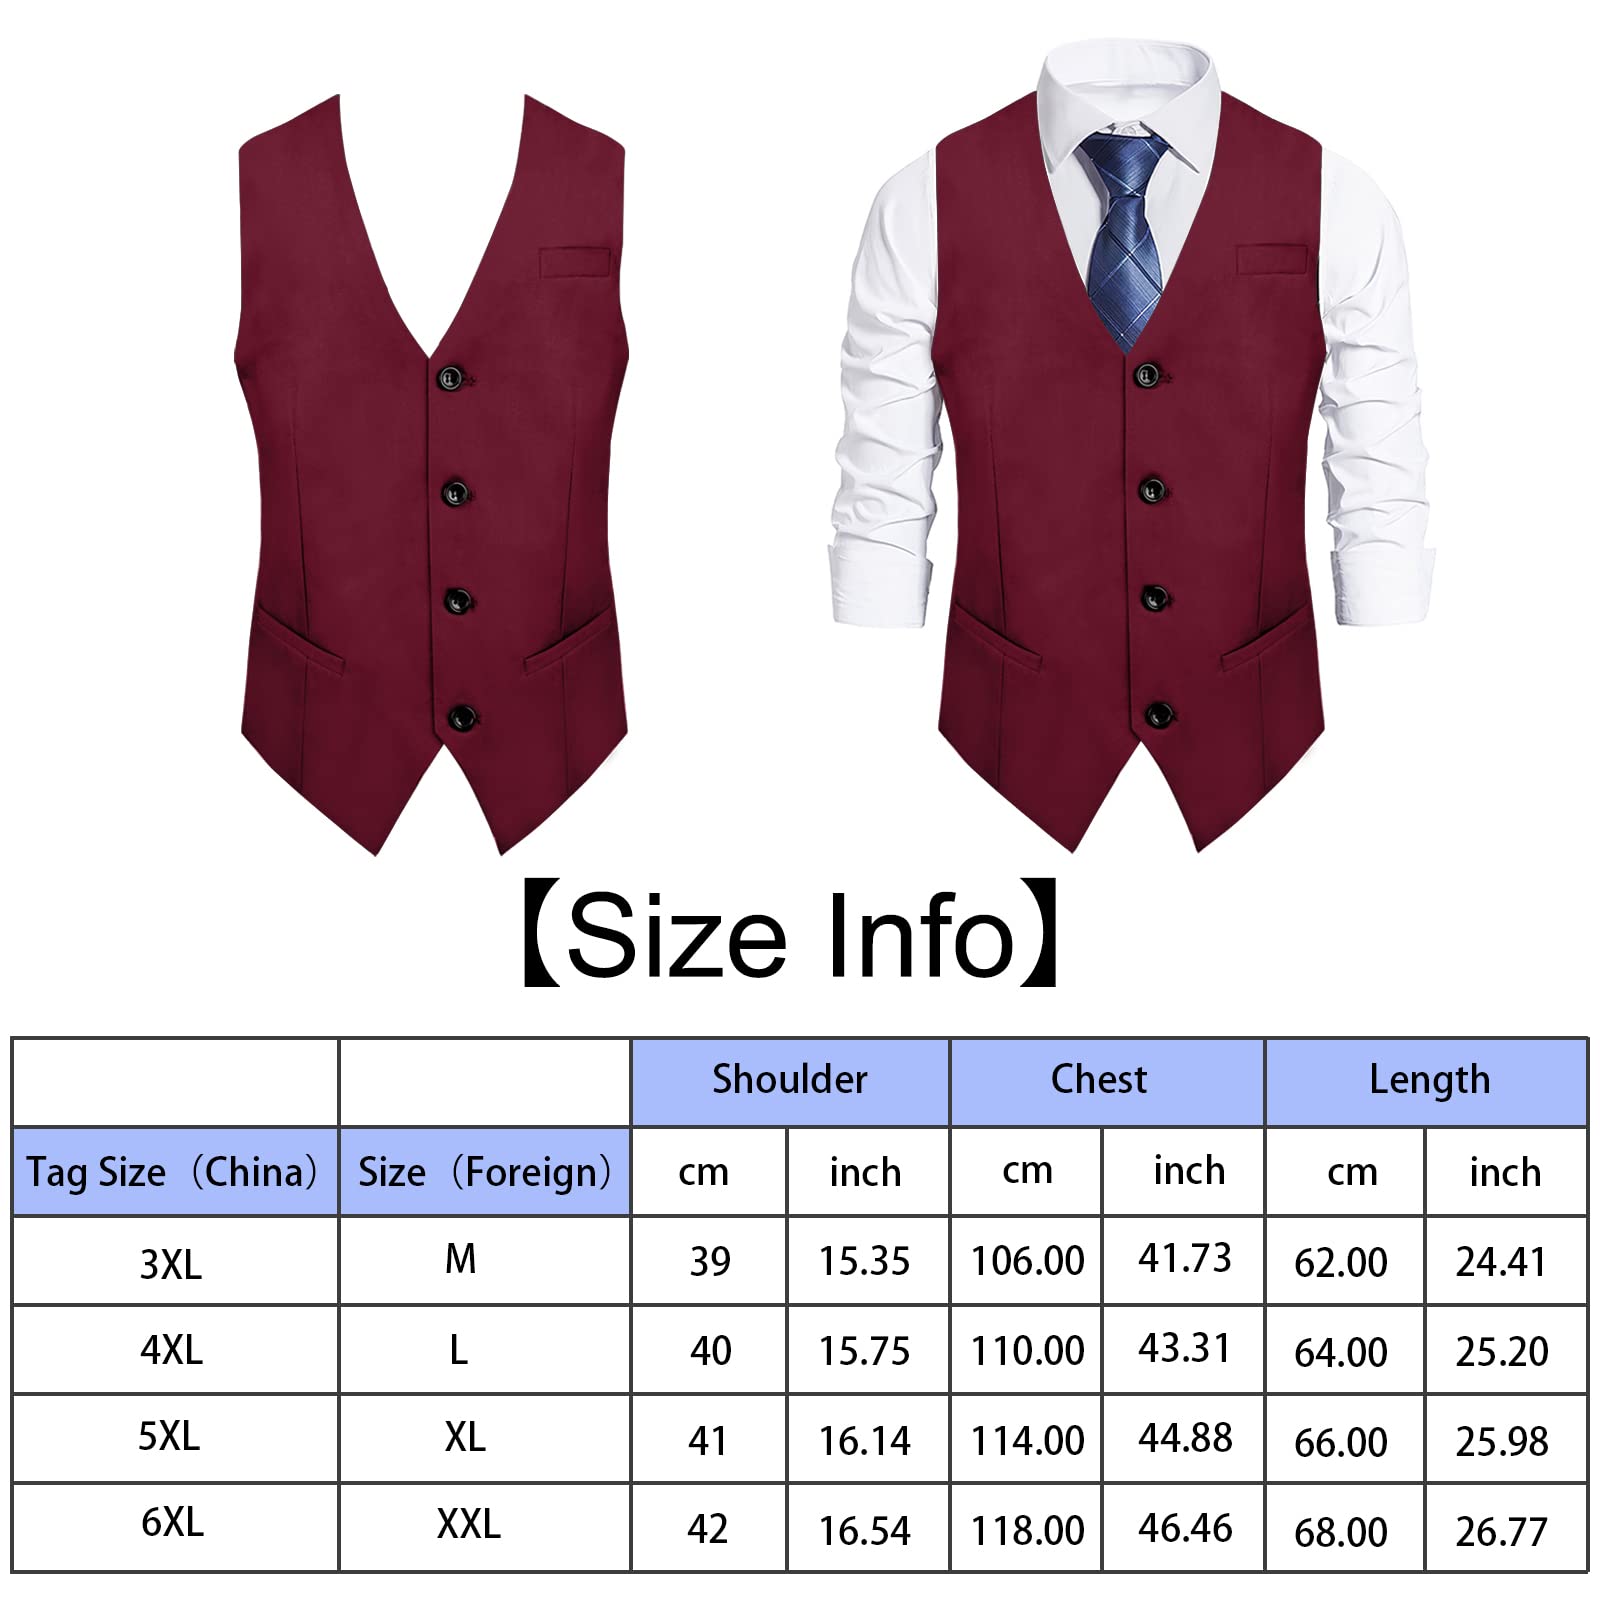 【Size Info】
Shoulder Chest Length
Tag Size（China） Size（Foreign） cm inch cm inch cm inch
3XL M 39 15.35 106.00 41.73 62.00 24.41
4XL L 40 15.75 110.00 43.31 64.00 25.20
5XL XL 41 16.14 114.00 44.88 66.00 25.98
6XL XXL 42 16.54 118.00 46.46 68.00 26.77